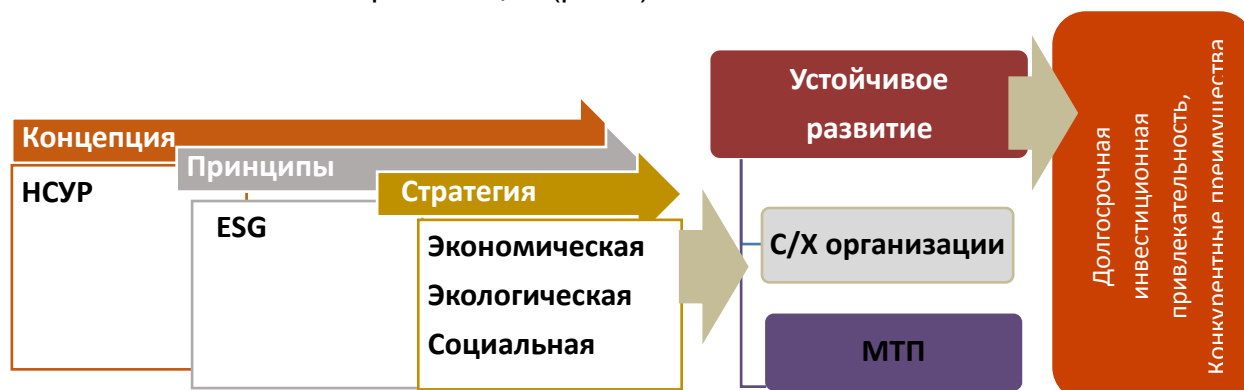 Концепция
НСУР
Принципы
ESG
Стратегия
Экономическая
Экологическая
Социальная
Устойчивое
развитие
С/Х организации
МТП
Долгосрочная
инвестиционная
привлекательность,
Конкурентные преимущества